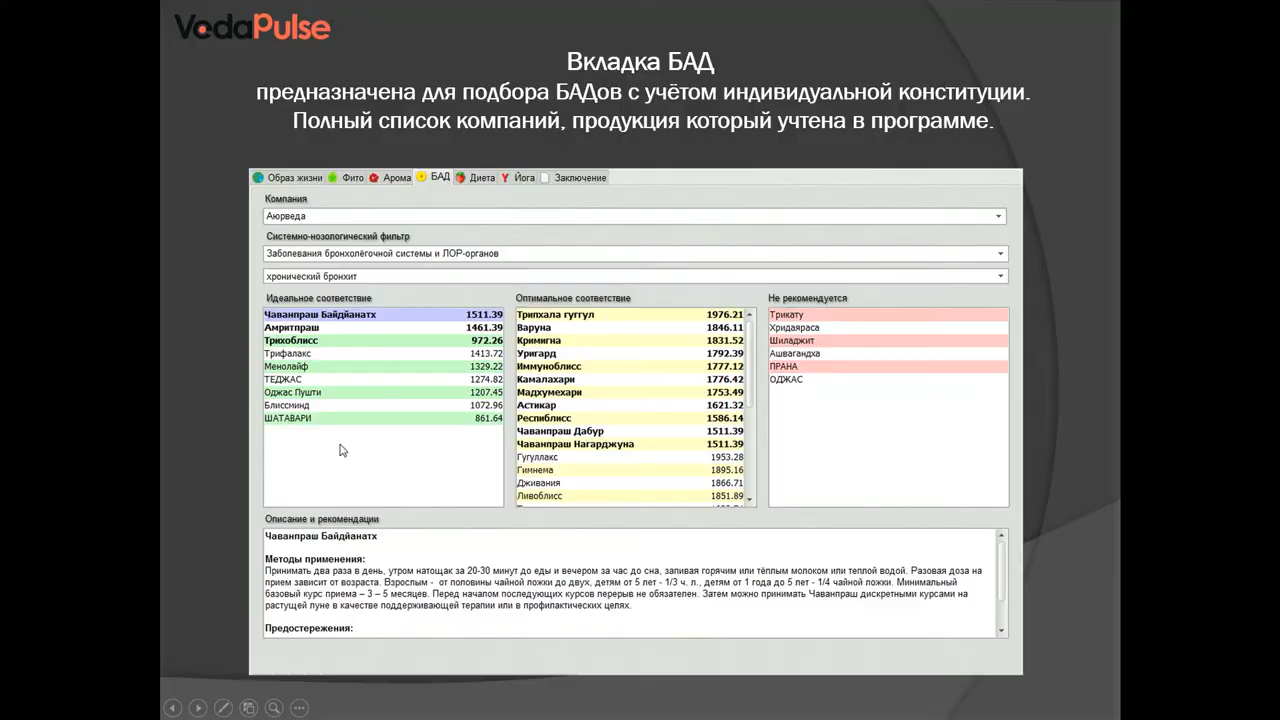 VedaPulse
Вкладка БАД
предназначена для подбора БАДов с учётом индивидуальной конституции.
Полный список компаний, продукция который учтена в программе.
Образ жизни Фито Арома БАД Диета Йога Заключение
Компания
Аюрведа
Системно-нозологический фильтр
Заболевания бронхолёгочной системы и ЛОР-органов
хронический бронхит
Идеальное соответствие
Чаванпраш Байдйанатх 1511.39
Амритпраш 1461.39
Трихоблисс 972.26
Трифалакс 1413.72
Менолайф 1329.22
ТЕДЖАС 1274.82
Оджас Пушти 1207.45
Блиссминд 1072.96
ШАТАВАРИ 861.64
Оптимальное соответствие
Трипхала гуггул 1976.21
Варуна 1846.11
Кримигна 1831.52
Уригард 1792.39
Иммуноблисс 1777.12
Камалахари 1776.42
Мадхумехари 1753.49
Астикар 1621.32
Респиблисс 1586.14
Чаванпраш Дабур 1511.39
Чаванпраш Нагарджуна 1511.39
Гугуллакс 1953.28
Гимнема 1895.16
Дживания 1866.71
Ливоблисс 1851.89
Не рекомендуется
Трикату
Хридаяраса
Шиладжит
Ашвагандха
ПРАНА
ОДЖАС
Описание и рекомендации
Чаванпраш Байдйанатх
Методы применения:
Принимать два раза в день, утром натощак за 20-30 минут до еды и вечером за час до сна, запивая горячим или тёплым молоком или теплой водой. Разовая доза на
прием зависит от возраста. Взрослым - от половины чайной ложки до двух, детям от 5 лет - 1/3 ч. л., детям от 1 года до 5 лет - 1/4 чайной ложки. Минимальный
базовый курс приема – 3 – 5 месяцев. Перед началом последующих курсов перерыв не обязателен. Затем можно принимать Чаванпраш дискретными курсами на
растущей луне в качестве поддерживающей терапии или в профилактических целях.
Предостережения: